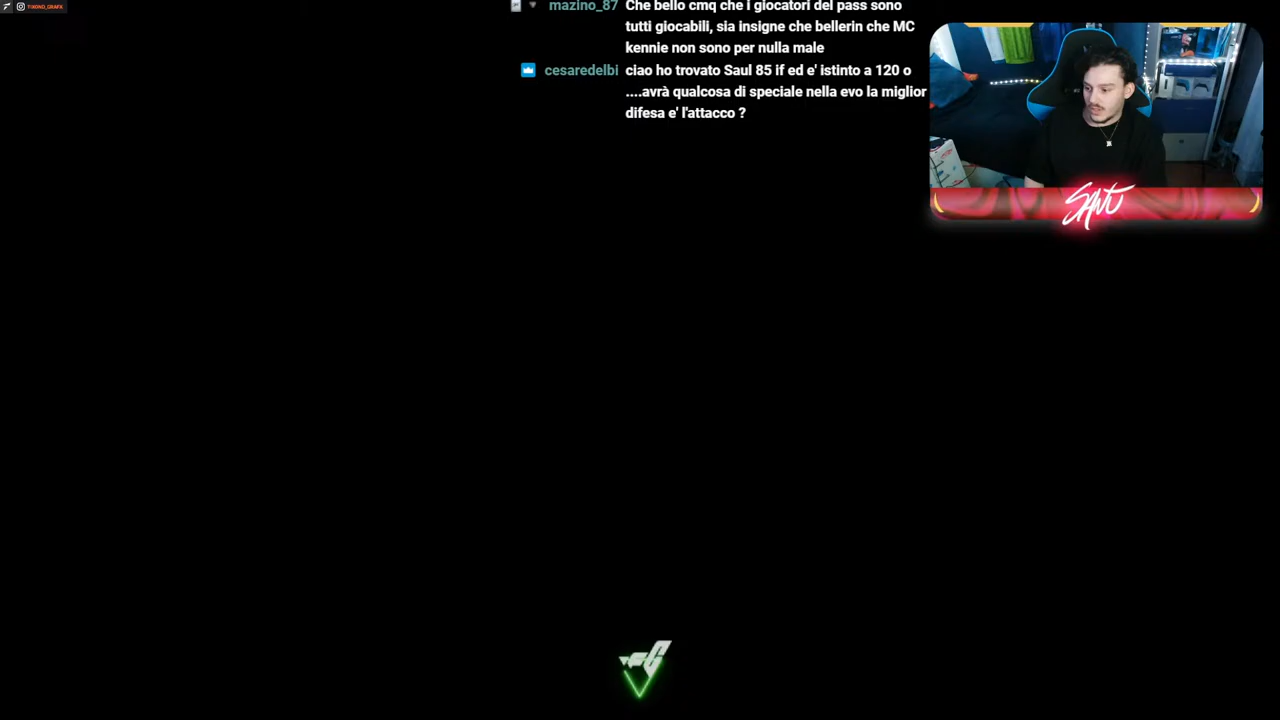 TIXONO_GRAFX
mazino_87 Che bello cmq che i giocatori del pass sono
tutti giocabili, sia insigne che bellerin che MC
kennie non sono per nulla male
cesaredelbi ciao ho trovato Saul 85 if ed e' istinto a 120 o
....avrà qualcosa di speciale nella evo la miglior
difesa e' l'attacco ?
SANTU